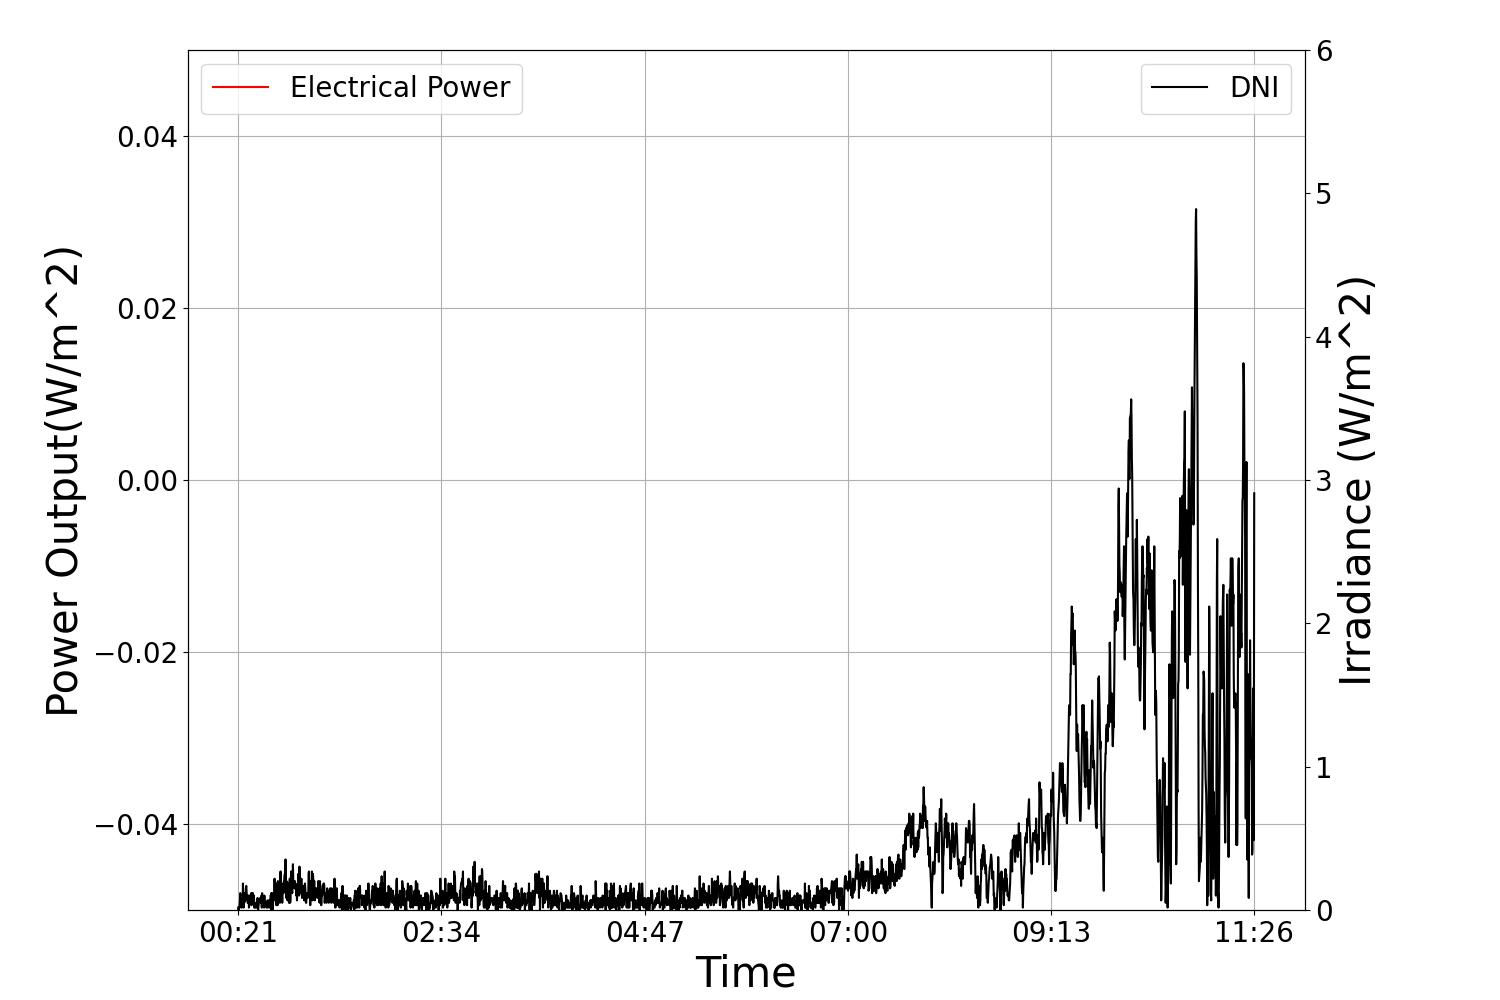 Electrical Power
DNI
Power Output(W/m^2)
0.04
0.02
0.00
−0.02
−0.04
6
5
4
3
2
1
0
Irradiance (W/m^2)
00:21 02:34 04:47 07:00 09:13 11:26
Time